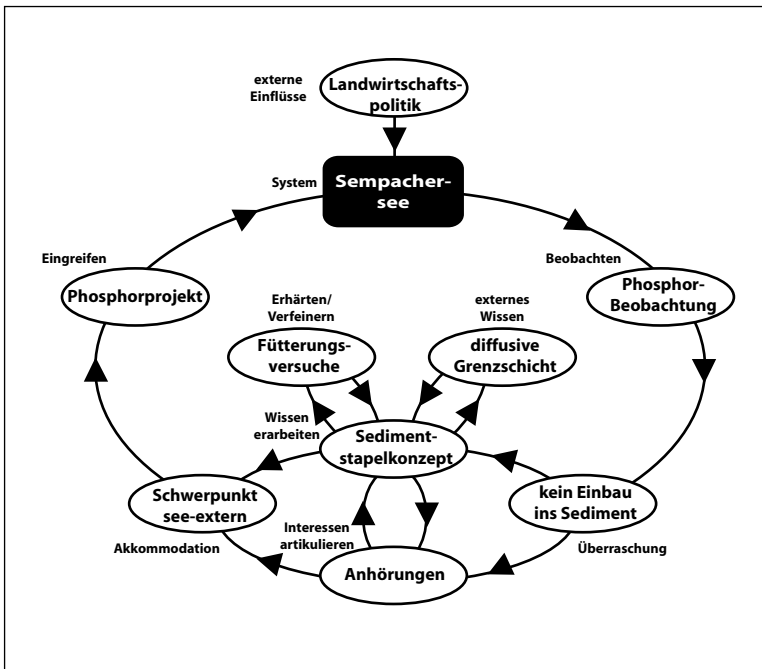 externe
Einflüsse
Landwirtschafts-
politik
System
Sempacher-
see
Eingreifen
Phosphorprojekt
Beobachten
Phosphor-
Beobachtung
Erhärten/
Verfeinern
Fütterungs-
versuche
externes
Wissen
diffusive
Grenzschicht
Wissen
erarbeiten
Sediment-
stapelkonzept
Schwerpunkt
see-extern
Akkommodation
kein Einbau
ins Sediment
Überraschung
Interessen
artikulieren
Anhörungen